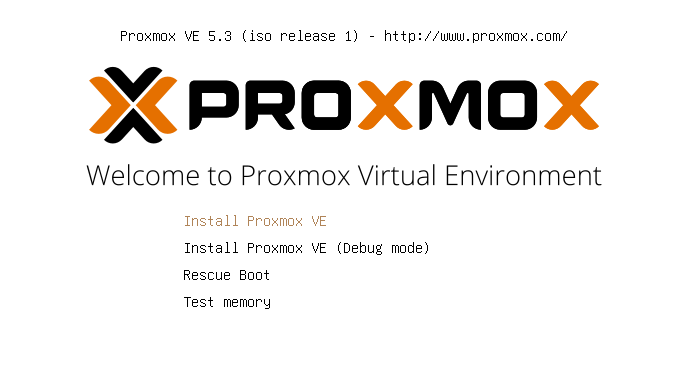 Proxmox VE 5.3 (iso release 1) - http://www.proxmox.com/
PROXMOX
Welcome to Proxmox Virtual Environment
Install Proxmox VE
Install Proxmox VE (Debug mode)
Rescue Boot
Test memory